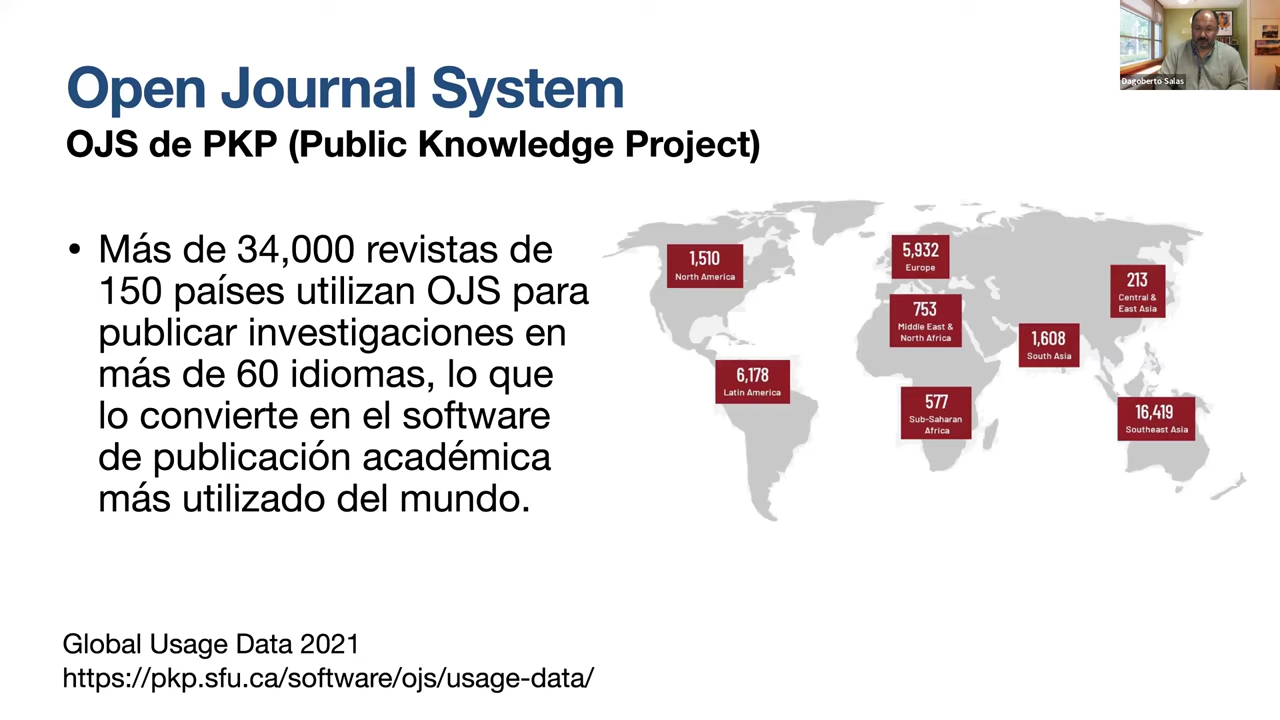 Open Journal System
OJS de PKP (Public Knowledge Project)
• Más de 34,000 revistas de
150 países utilizan OJS para
publicar investigaciones en
más de 60 idiomas, lo que
lo convierte en el software
de publicación académica
más utilizado del mundo.
1,510
North America
5,932
Europe
213
Central &
East Asia
753
Middle East &
North Africa
1,608
South Asia
6,178
Latin America
577
Sub-Saharan
Africa
16,419
Southeast Asia
Global Usage Data 2021
https://pkp.sfu.ca/software/ojs/usage-data/
Dagoberto Salas